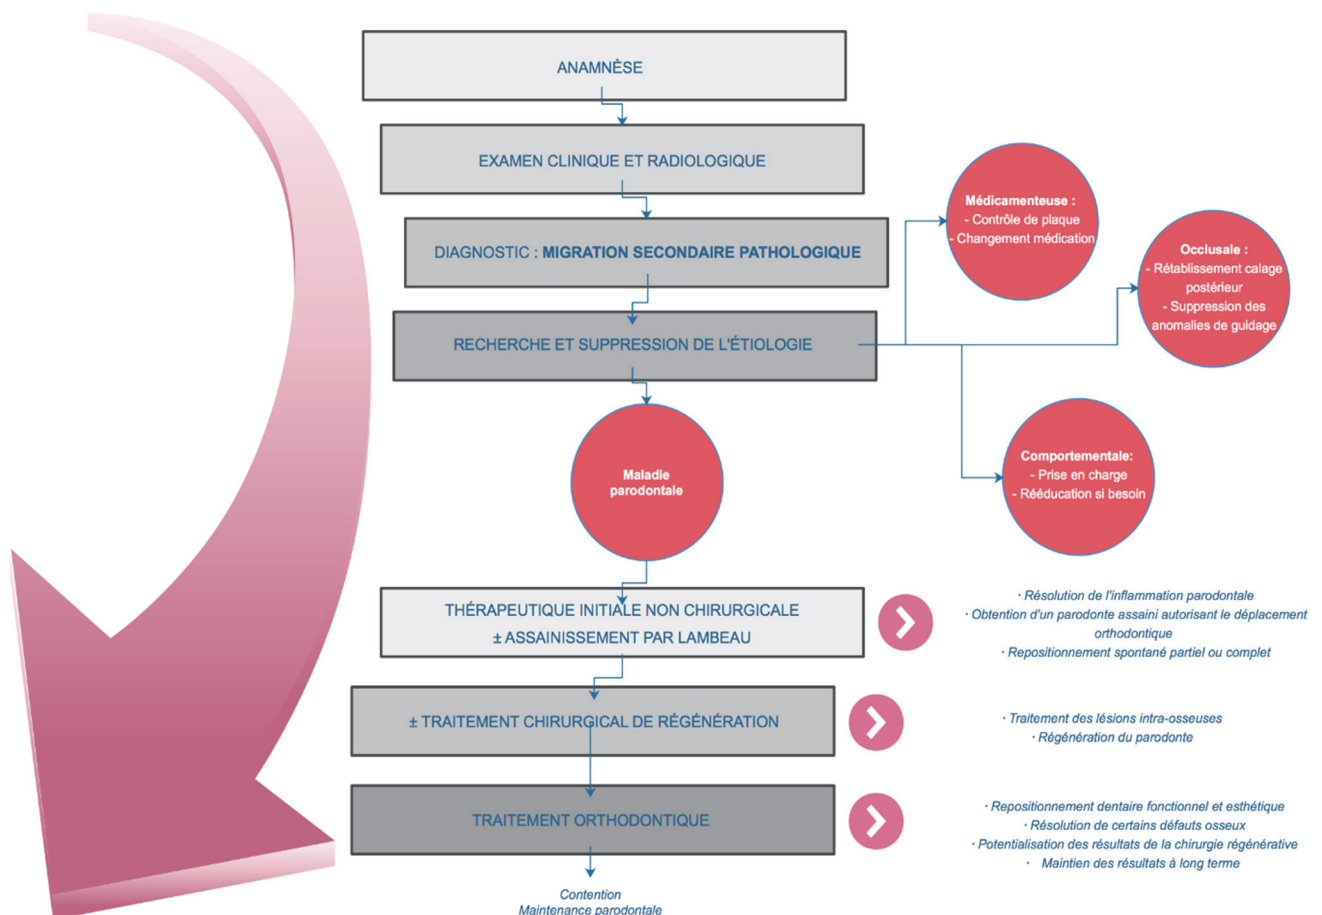 ANAMNÈSE
EXAMEN CLINIQUE ET RADIOLOGIQUE
DIAGNOSTIC : MIGRATION SECONDAIRE PATHOLOGIQUE
RECHERCHE ET SUPPRESSION DE L'ÉTIOLOGIE
Médicamenteuse :
- Contrôle de plaque
- Changement médication
Occlusale :
- Rétablissement calage
postérieur
- Suppression des
anomalies de guidage
Comportementale:
- Prise en charge
- Rééducation si besoin
Maladie
parodontale
THÉRAPEUTIQUE INITIALE NON CHIRURGICALE
± ASSAINISSEMENT PAR LAMBEAU
· Résolution de l'inflammation parodontale
· Obtention d'un parodonte assaini autorisant le déplacement
orthodontique
· Repositionnement spontané partiel ou complet
± TRAITEMENT CHIRURGICAL DE RÉGÉNÉRATION
· Traitement des lésions intra-osseuses
· Régénération du parodonte
TRAITEMENT ORTHODONTIQUE
· Repositionnement dentaire fonctionnel et esthétique
· Résolution de certains défauts osseux
· Potentialisation des résultats de la chirurgie régénérative
· Maintien des résultats à long terme
Contention
Maintenance parodontale